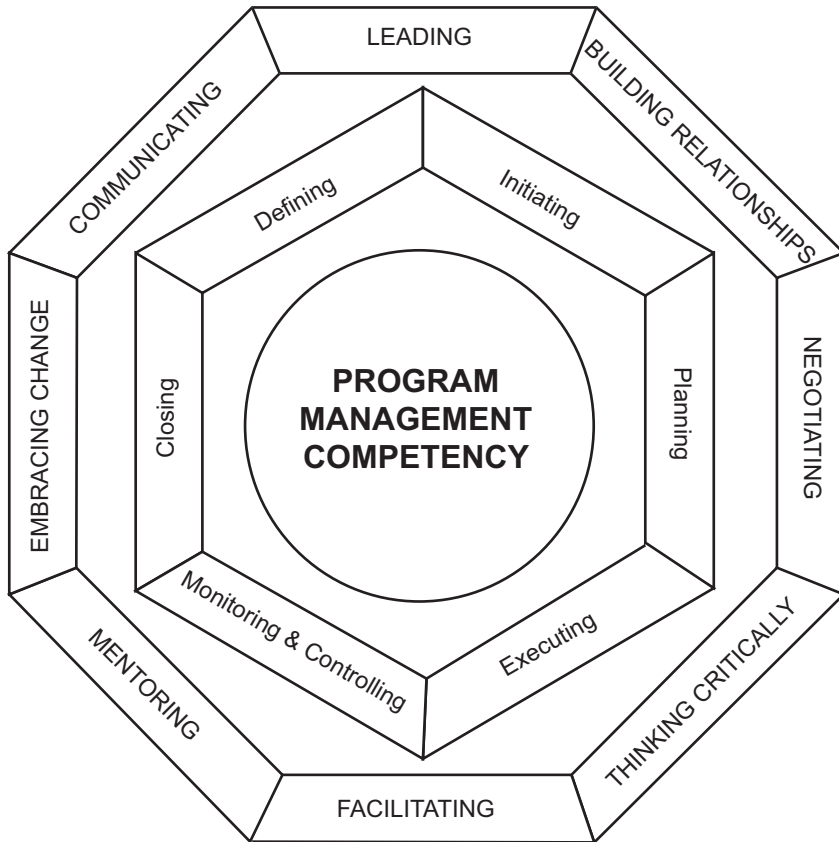 LEADING
BUILDING RELATIONSHIPS
NEGOTIATING
THINKING CRITICALLY
FACILITATING
MENTORING
EMBRACING CHANGE
COMMUNICATING
Defining
Initiating
Planning
Executing
Monitoring & Controlling
Closing
PROGRAM
MANAGEMENT
COMPETENCY